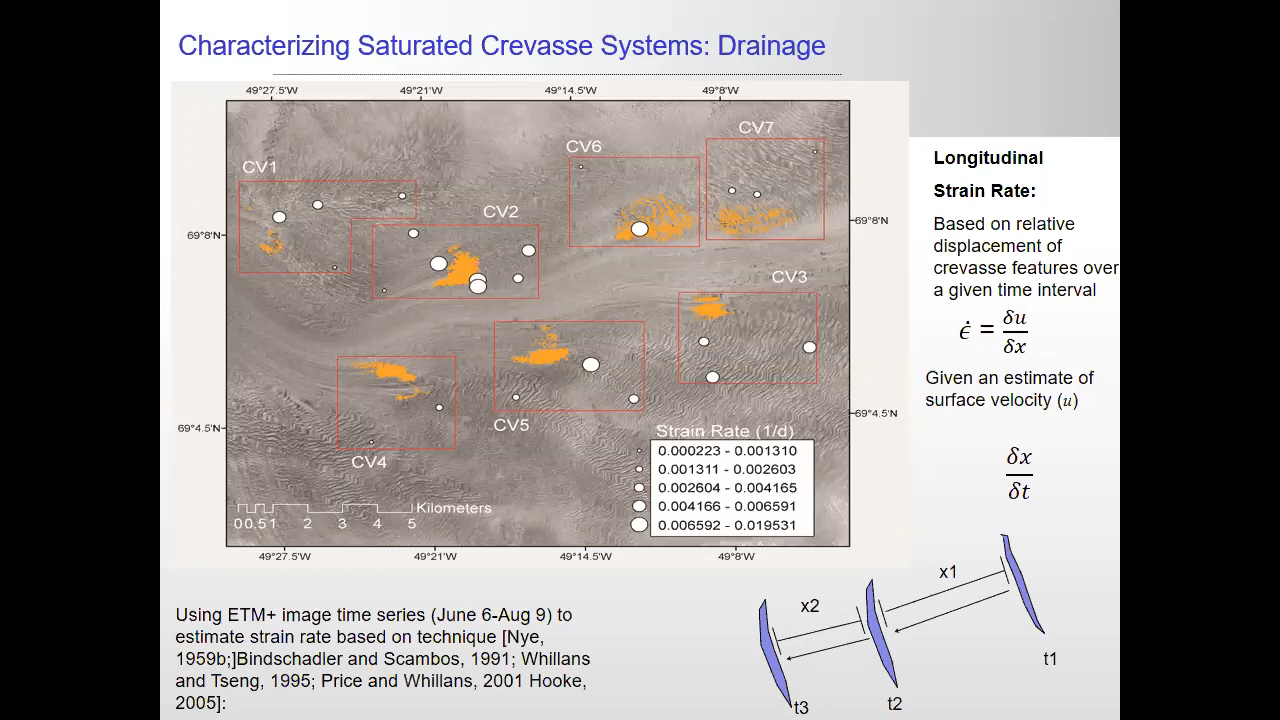 Characterizing Saturated Crevasse Systems: Drainage
49°27.5'W 49°21'W 49°14.5'W 49°8'W
CV7
CV6
CV1
CV2
69°8'N 69°8'N
CV3
CV5
CV4
69°4.5'N 69°4.5'N
Strain Rate (1/d)
0.000223 - 0.001310
0.001311 - 0.002603
0.002604 - 0.004165
0.004166 - 0.006591
0.006592 - 0.019531
Kilometers
00.51 2 3 4 5
49°27.5'W 49°21'W 49°14.5'W 49°8'W
Longitudinal
Strain Rate:
Based on relative
displacement of
crevasse features over
a given time interval
ϵ̇ = δu/δx
Given an estimate of
surface velocity (u)
δx/δt
Using ETM+ image time series (June 6-Aug 9) to
estimate strain rate based on technique [Nye,
1959b;]Bindschadler and Scambos, 1991; Whillans
and Tseng, 1995; Price and Whillans, 2001 Hooke,
2005]:
x1
x2
t1
t2
t3